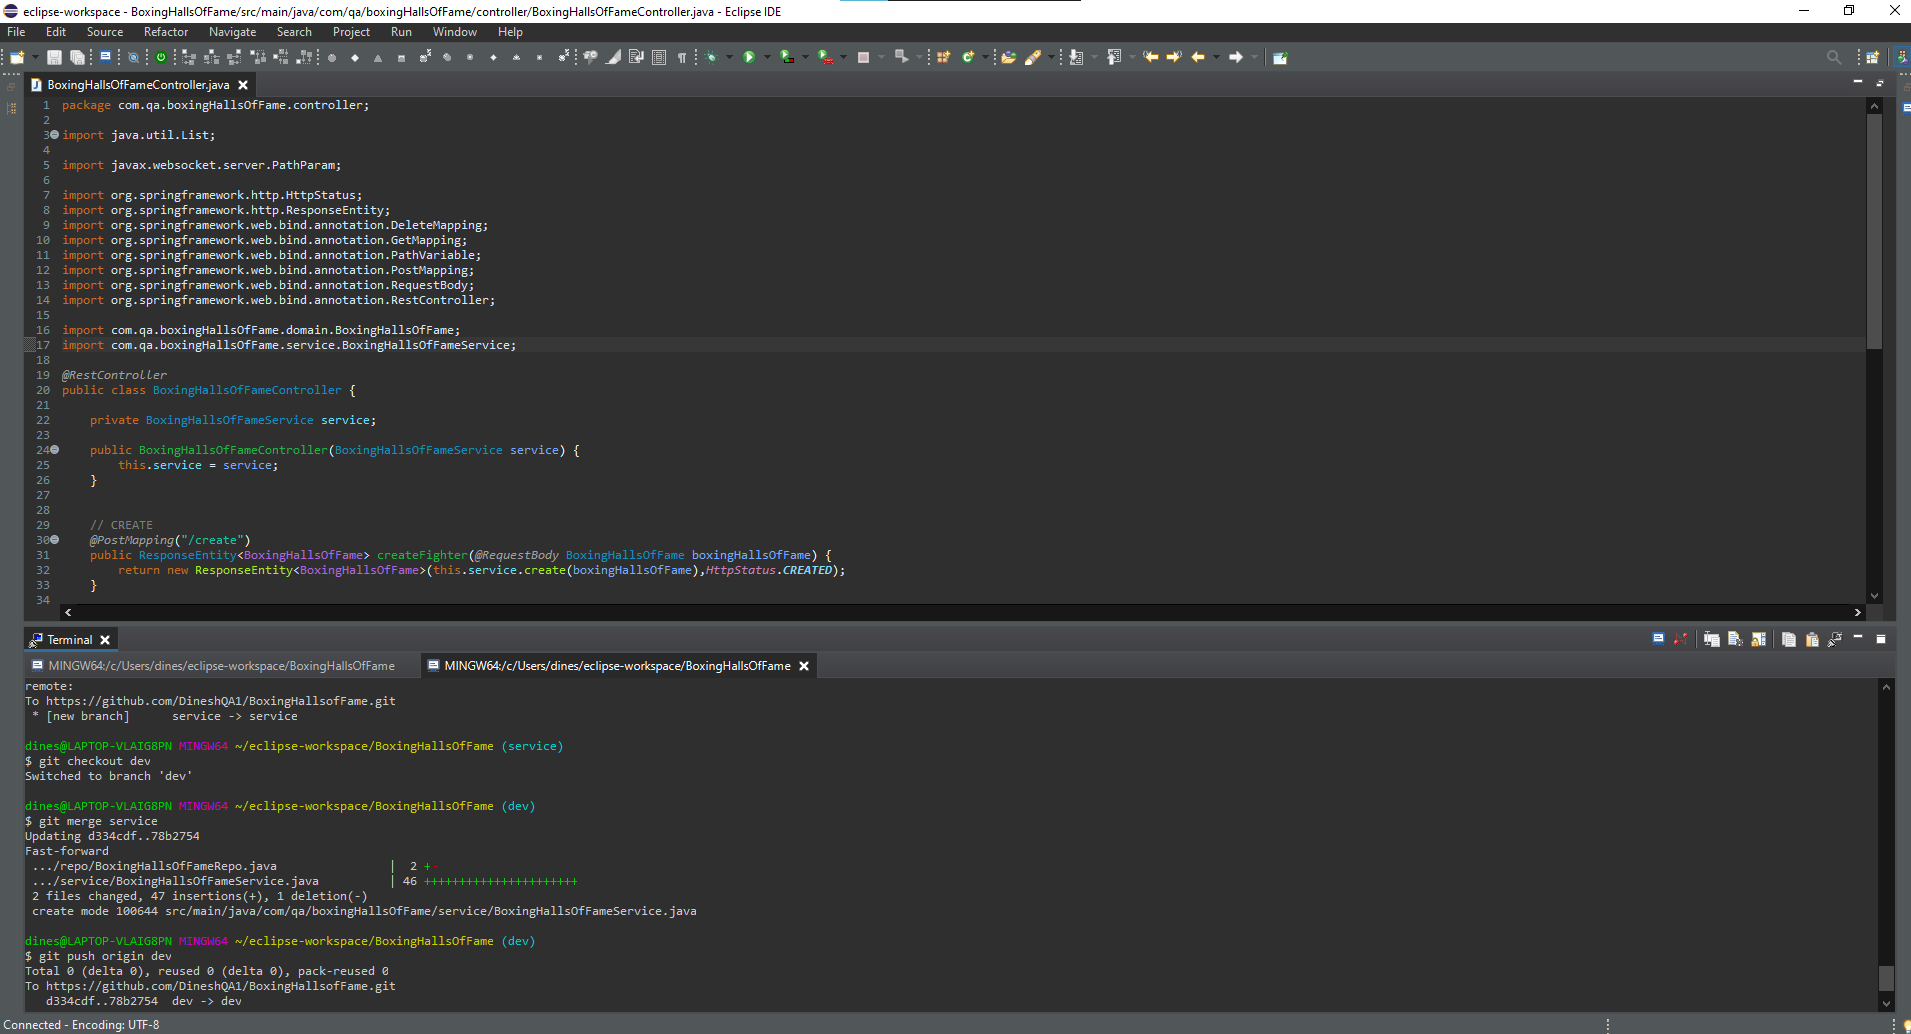 eclipse-workspace - BoxingHallsOfFame/src/main/java/com/qa/boxingHallsOfFame/controller/BoxingHallsOfFameController.java - Eclipse IDE
File Edit Source Refactor Navigate Search Project Run Window Help
BoxingHallsOfFameController.java
1 package com.qa.boxingHallsOfFame.controller;
2
3 import java.util.List;
4
5 import javax.websocket.server.PathParam;
6
7 import org.springframework.http.HttpStatus;
8 import org.springframework.http.ResponseEntity;
9 import org.springframework.web.bind.annotation.DeleteMapping;
10 import org.springframework.web.bind.annotation.GetMapping;
11 import org.springframework.web.bind.annotation.PathVariable;
12 import org.springframework.web.bind.annotation.PostMapping;
13 import org.springframework.web.bind.annotation.RequestBody;
14 import org.springframework.web.bind.annotation.RestController;
15
16 import com.qa.boxingHallsOfFame.domain.BoxingHallsOfFame;
17 import com.qa.boxingHallsOfFame.service.BoxingHallsOfFameService;
18
19 @RestController
20 public class BoxingHallsOfFameController {
21
22 private BoxingHallsOfFameService service;
23
24 public BoxingHallsOfFameController(BoxingHallsOfFameService service) {
25 this.service = service;
26 }
27
28
29 // CREATE
30 @PostMapping("/create")
31 public ResponseEntity<BoxingHallsOfFame> createFighter(@RequestBody BoxingHallsOfFame boxingHallsOfFame) {
32 return new ResponseEntity<BoxingHallsOfFame>(this.service.create(boxingHallsOfFame),HttpStatus.CREATED);
33 }
34
Terminal
MINGW64:/c/Users/dines/eclipse-workspace/BoxingHallsOfFame MINGW64:/c/Users/dines/eclipse-workspace/BoxingHallsOfFame
remote:
To https://github.com/DineshQA1/BoxingHallsofFame.git
* [new branch] service -> service
dines@LAPTOP-VLAIG8PN MINGW64 ~/eclipse-workspace/BoxingHallsOfFame (service)
$ git checkout dev
Switched to branch 'dev'
dines@LAPTOP-VLAIG8PN MINGW64 ~/eclipse-workspace/BoxingHallsOfFame (dev)
$ git merge service
Updating d334cdf..78b2754
Fast-forward
.../repo/BoxingHallsOfFameRepo.java | 2 +-
.../service/BoxingHallsOfFameService.java | 46 ++++++++++++++++++++++
2 files changed, 47 insertions(+), 1 deletion(-)
create mode 100644 src/main/java/com/qa/boxingHallsOfFame/service/BoxingHallsOfFameService.java
dines@LAPTOP-VLAIG8PN MINGW64 ~/eclipse-workspace/BoxingHallsOfFame (dev)
$ git push origin dev
Total 0 (delta 0), reused 0 (delta 0), pack-reused 0
To https://github.com/DineshQA1/BoxingHallsofFame.git
d334cdf..78b2754 dev -> dev
Connected - Encoding: UTF-8